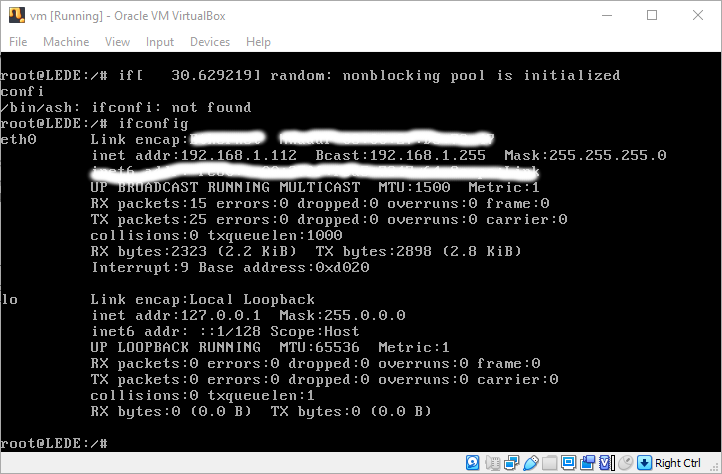 vm [Running] - Oracle VM VirtualBox
File Machine View Input Devices Help
root@LEDE:/# if[   30.629219] random: nonblocking pool is initialized
confi
/bin/ash: ifconfi: not found
root@LEDE:/# ifconfig
eth0      Link encap:
          inet addr:192.168.1.112  Bcast:192.168.1.255  Mask:255.255.255.0
          UP BROADCAST RUNNING MULTICAST  MTU:1500  Metric:1
          RX packets:15 errors:0 dropped:0 overruns:0 frame:0
          TX packets:25 errors:0 dropped:0 overruns:0 carrier:0
          collisions:0 txqueuelen:1000
          RX bytes:2323 (2.2 KiB)  TX bytes:2898 (2.8 KiB)
          Interrupt:9 Base address:0xd020
lo        Link encap:Local Loopback
          inet addr:127.0.0.1  Mask:255.0.0.0
          inet6 addr: ::1/128 Scope:Host
          UP LOOPBACK RUNNING  MTU:65536  Metric:1
          RX packets:0 errors:0 dropped:0 overruns:0 frame:0
          TX packets:0 errors:0 dropped:0 overruns:0 carrier:0
          collisions:0 txqueuelen:1
          RX bytes:0 (0.0 B)  TX bytes:0 (0.0 B)
root@LEDE:/#
Right Ctrl